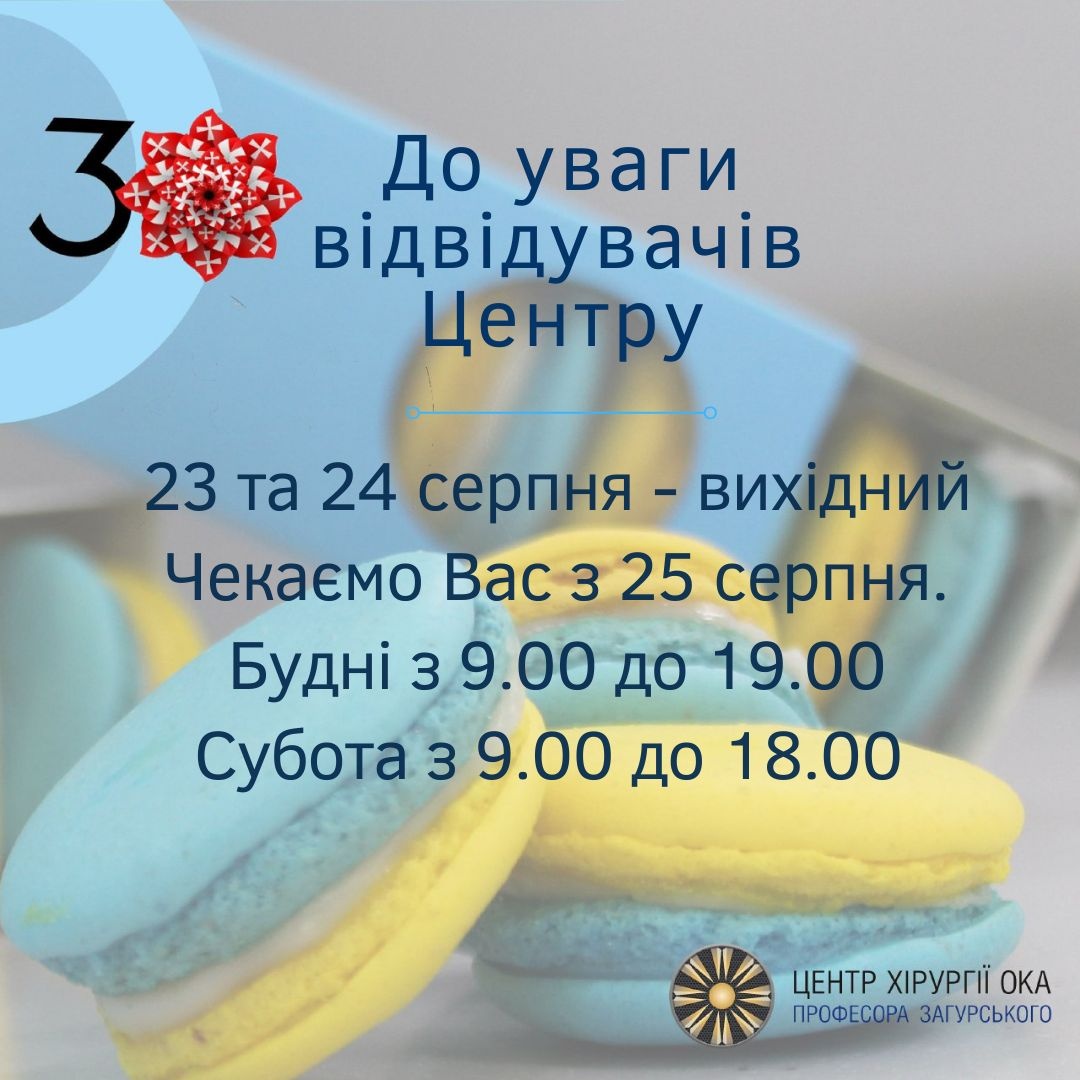 30
До уваги
відвідувачів
Центру
23 та 24 серпня - вихідний
Чекаємо Вас з 25 серпня.
Будні з 9.00 до 19.00
Субота з 9.00 до 18.00
ЦЕНТР ХІРУРГІЇ ОКА
ПРОФЕСОРА ЗАГУРСЬКОГО